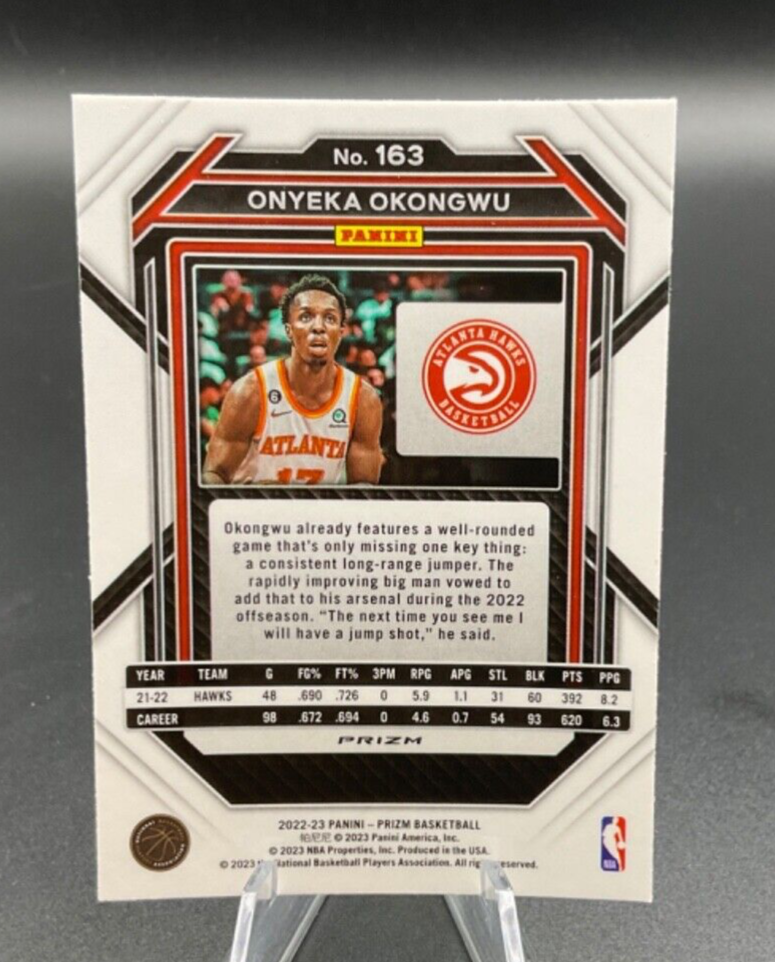 No. 163
ONYEKA OKONGWU
PANINI
ATLANTA HAWKS
BASKETBALL
6
ATLANTA
17
Okongwu already features a well-rounded
game that's only missing one key thing:
a consistent long-range jumper. The
rapidly improving big man vowed to
add that to his arsenal during the 2022
offseason. "The next time you see me I
will have a jump shot," he said.
YEAR TEAM G FG% FT% 3PM RPG APG STL BLK PTS PPG
21-22 HAWKS 48 .690 .726 0 5.9 1.1 31 60 392 8.2
CAREER 98 .672 .694 0 4.6 0.7 54 93 620 6.3
PRIZM
2022-23 PANINI – PRIZM BASKETBALL
帕尼尼 © 2023 Panini America, Inc.
© 2023 NBA Properties, Inc. Produced in the USA.
© 2023 National Basketball Players Association. All rights reserved.
NBA